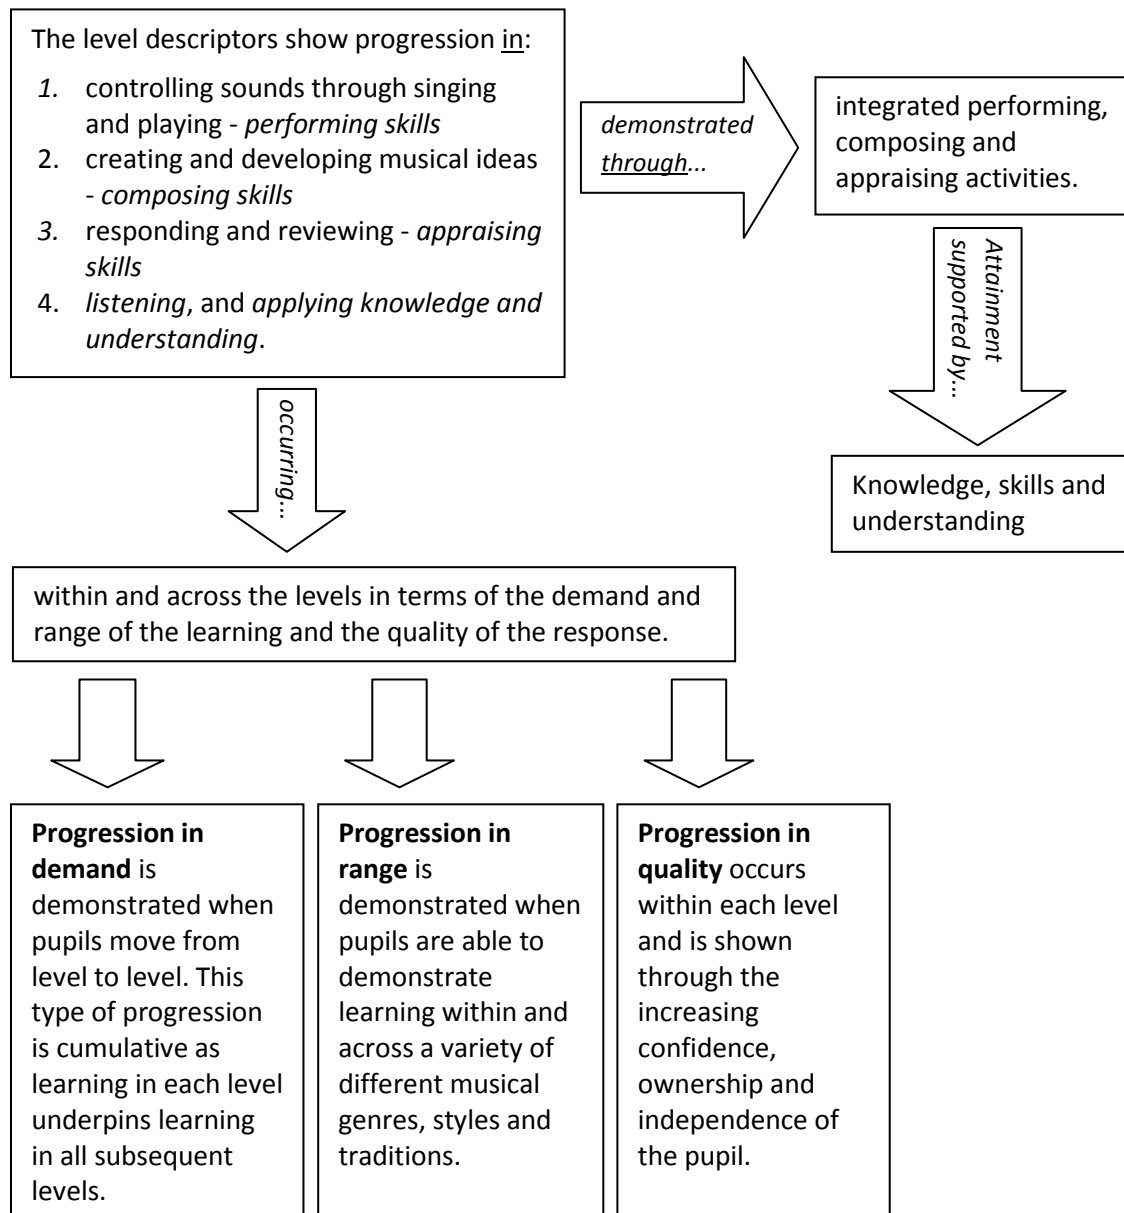 The level descriptors show progression in:
1. controlling sounds through singing
and playing - performing skills
2. creating and developing musical ideas
- composing skills
3. responding and reviewing - appraising
skills
4. listening, and applying knowledge and
understanding.
demonstrated
through...
integrated performing,
composing and
appraising activities.
Attainment
supported by...
Knowledge, skills and
understanding
occurring...
within and across the levels in terms of the demand and
range of the learning and the quality of the response.
Progression in
demand is
demonstrated when
pupils move from
level to level. This
type of progression
is cumulative as
learning in each level
underpins learning
in all subsequent
levels.
Progression in
range is
demonstrated when
pupils are able to
demonstrate
learning within and
across a variety of
different musical
genres, styles and
traditions.
Progression in
quality occurs
within each level
and is shown
through the
increasing
confidence,
ownership and
independence of
the pupil.